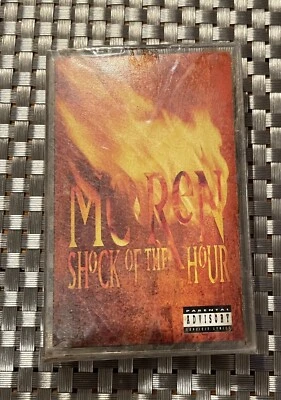 MC REN
SHOCK OF THE HOUR
PARENTAL
ADVISORY
EXPLICIT LYRICS